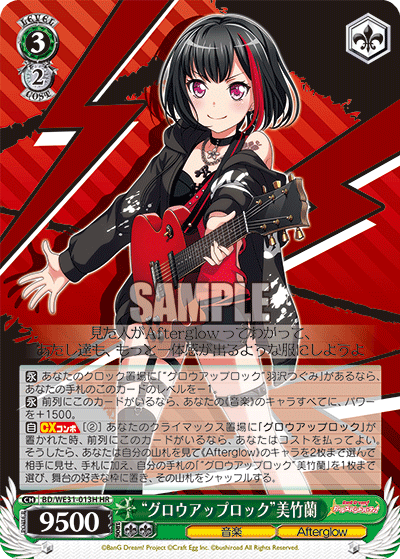 LEVEL
3
2
COST
SAMPLE
見た人がAfterglowってわかって、
あたし達も、もっと一体感が出るような服にしようよ
永 あなたのクロック置場に「“グロウアップロック”羽沢つぐみ」があるなら、
あなたの手札のこのカードのレベルを－1。
永 前列にこのカードがいるなら、あなたの《音楽》のキャラすべてに、パワー
を＋1500。
自 CXコンボ [②] あなたのクライマックス置場に「グロウアップロック」が
置かれた時、前列にこのカードがいるなら、あなたはコストを払ってよい。
そうしたら、あなたは自分の山札を見て《Afterglow》のキャラを2枚まで選ん
で相手に見せ、手札に加え、自分の手札の「“グロウアップロック”美竹蘭」を1枚まで
選び、舞台の好きな枠に置き、その山札をシャッフルする。
CH BD/WE31-013H HR
“グロウアップロック”美竹蘭
9500
音楽
Afterglow
©BanG Dream! Project ©Craft Egg Inc. ©bushiroad All Rights Reserved.